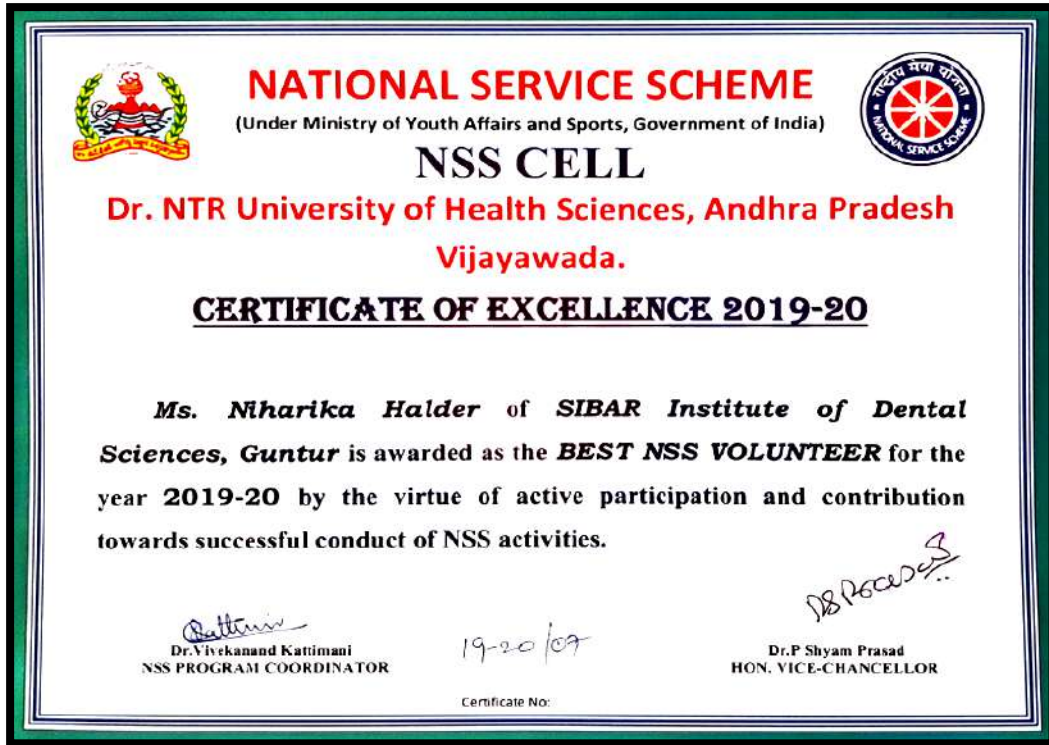 NATIONAL SERVICE SCHEME
(Under Ministry of Youth Affairs and Sports, Government of India)
NSS CELL
Dr. NTR University of Health Sciences, Andhra Pradesh
Vijayawada.
CERTIFICATE OF EXCELLENCE 2019-20
Ms. Niharika Halder of SIBAR Institute of Dental
Sciences, Guntur is awarded as the BEST NSS VOLUNTEER for the
year 2019-20 by the virtue of active participation and contribution
towards successful conduct of NSS activities.
Dr.Vivekanand Kattimani
NSS PROGRAM COORDINATOR
19-20/07
Dr.P Shyam Prasad
HON. VICE-CHANCELLOR
Certificate No:
राष्ट्रीय सेवा योजना
NATIONAL SERVICE SCHEME